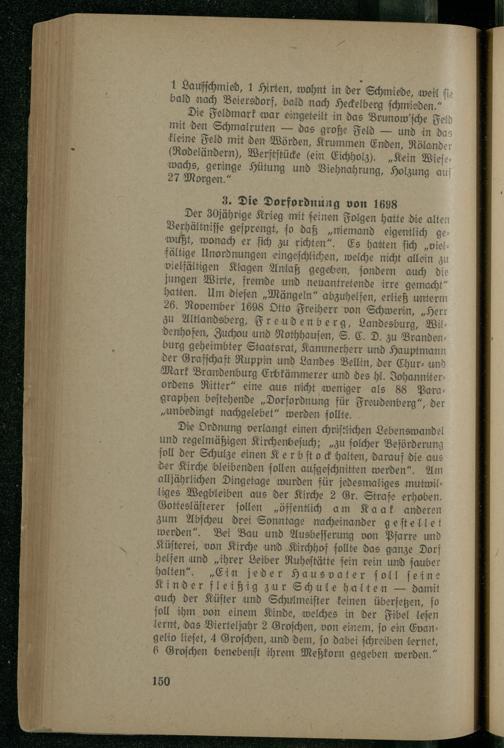 1 Laufschmied, 1 Hirten, wohnt in der Schmiede, weil sie
bald nach Beiersdorf, bald nach Heckelberg schmieden.“
Die Feldmark war eingeteilt in das Brunow'sche Feld
mit den Schmalruten — das große Feld — und in das
kleine Feld mit den Wörden, Krummen Enden, Röländer
(Rodeländern), Werftstücke (ein Eichholz). „Kein Wiese-
wachs, geringe Hütung und Viehnahrung, Holzung auf
27 Morgen.“
3. Die Dorfordnung von 1698
Der 30jährige Krieg mit seinen Folgen hatte die alten
Verhältnisse gesprengt, so daß „niemand eigentlich ge-
wußt, wonach er sich zu richten“. Es hatten sich „viel-
fältige Unordnungen eingeschlichen, welche nicht allein zu
vielfältigen Klagen Anlaß gegeben, sondern auch die
jungen Wirte, fremde und neuantretende irre gemacht“
hatten. Um diesen „Mängeln“ abzuhelfen, erließ unterm
26. November 1698 Otto Freiherr von Schwerin, „Herr
zu Altlandsberg, Freudenberg, Landesburg, Wil-
denhofen, Zuchou und Nothhausen, S. C. D. zu Branden-
burg geheimbter Staatsrat, Kammerherr und Hauptmann
der Graffschaft Ruppin und Landes Bellin, der Chur- und
Mark Brandenburg Erbkämmerer und des hl. Johanniter-
ordens Ritter“ eine aus nicht weniger als 88 Para-
graphen bestehende „Dorfordnung für Freudenberg“, der
„unbedingt nachgelebet“ werden sollte.
Die Ordnung verlangt einen christlichen Lebenswandel
und regelmäßigen Kirchenbesuch; „zu solcher Beförderung
soll der Schulze einen Kerbstock halten, darauf die aus
der Kirche bleibenden sollen aufgeschnitten werden“. Am
alljährlichen Dingetage wurden für jedesmaliges mutwil-
liges Wegbleiben aus der Kirche 2 Gr. Strafe erhoben.
Gotteslästerer sollen „öffentlich am Kaak anderen
zum Abscheu drei Sonntage nacheinander gestellet
werden“. Bei Bau und Ausbesserung von Pfarre und
Küsterei, von Kirche und Kirchhof sollte das ganze Dorf
helfen und „ihrer Leiber Ruhestätte sein rein und sauber
halten“. „Ein jeder Hausvater soll seine
Kinder fleißig zur Schule halten — damit
auch der Küster und Schulmeister keinen übersetzen, so
soll ihm von einem Kinde, welches in der Fibel lesen
lernt, das Vierteljahr 2 Groschen, von einem, so ein Evan-
gelio lieset, 4 Groschen, und dem, so dabei schreiben lernet,
6 Groschen benebenst ihrem Meßkorn gegeben werden.“
150